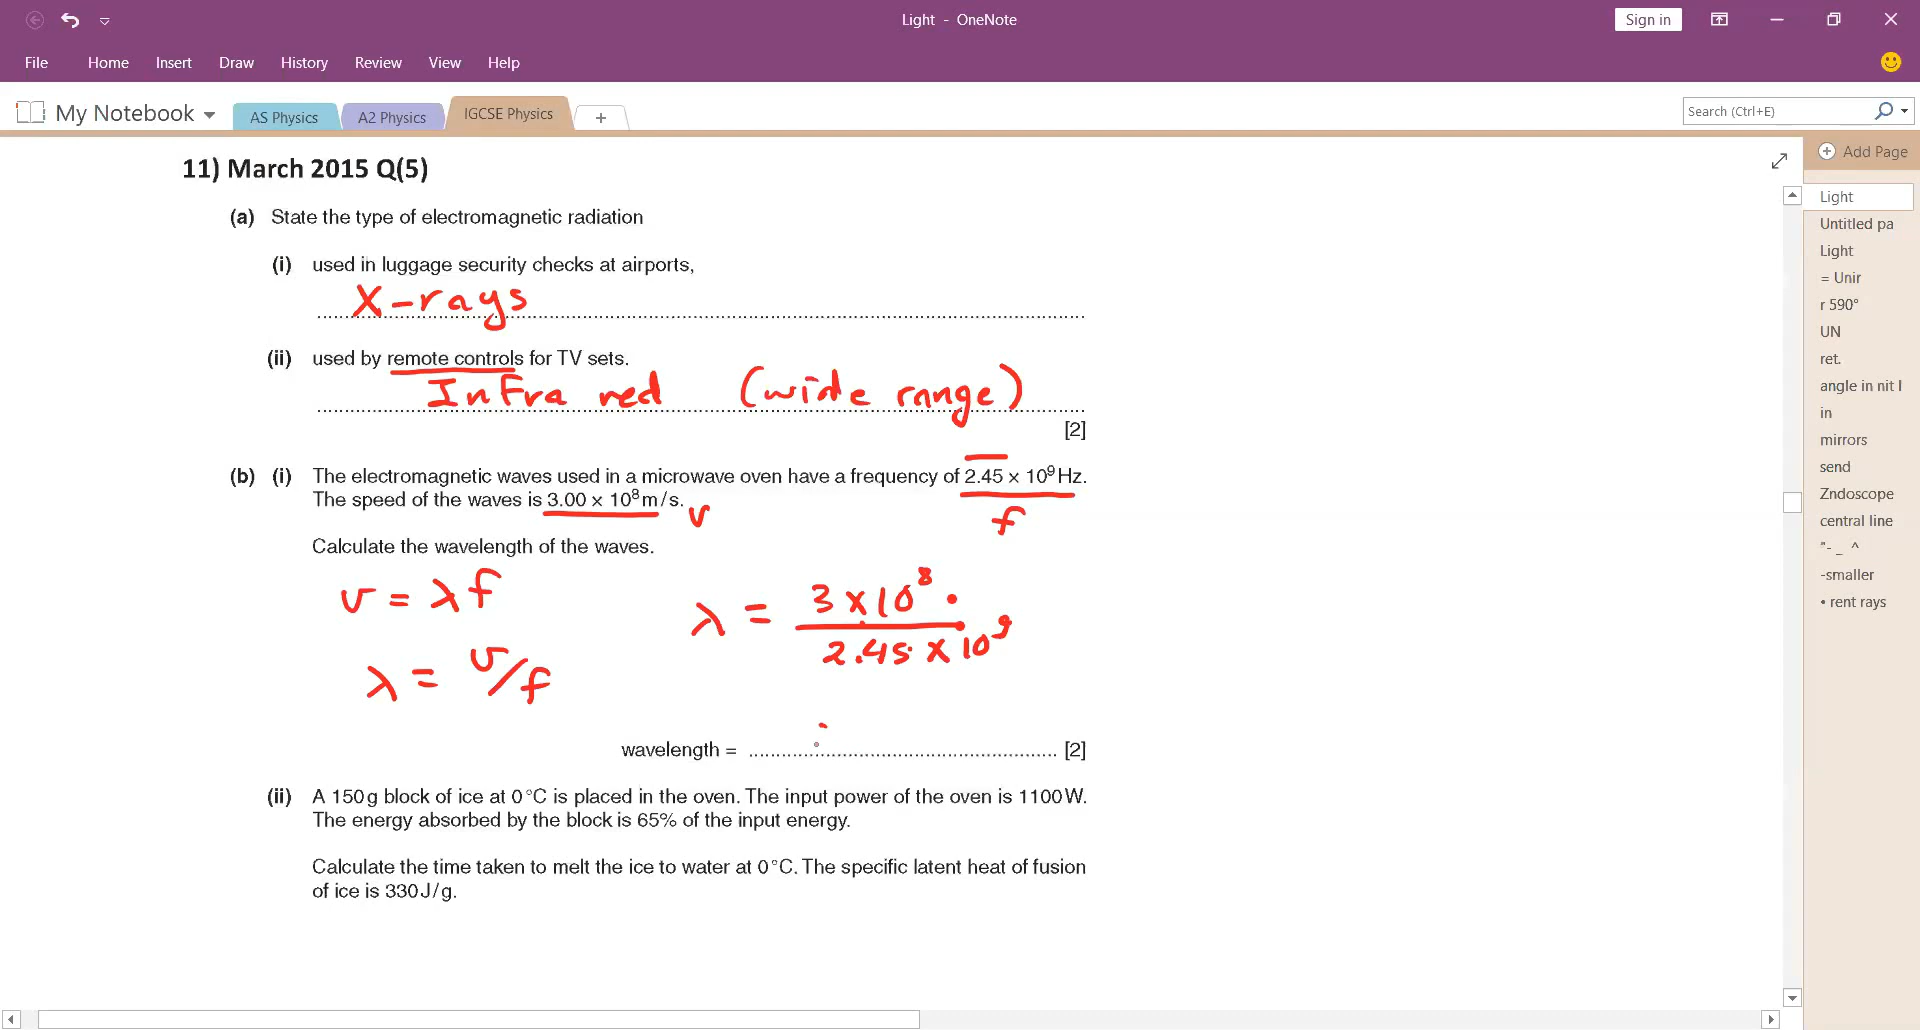 Light - OneNote
Sign in
File Home Insert Draw History Review View Help
My Notebook
AS Physics
A2 Physics
IGCSE Physics
+
Search (Ctrl+E)
Add Page
Light
Untitled pa
Light
= Unir
r 590°
UN
ret.
angle in nit I
in
mirrors
send
Zndoscope
central line
"- _ ^
-smaller
• rent rays
11) March 2015 Q(5)
(a) State the type of electromagnetic radiation
(i) used in luggage security checks at airports,
X-rays
(ii) used by remote controls for TV sets.
InFra red (wide range)
[2]
(b) (i) The electromagnetic waves used in a microwave oven have a frequency of 2.45 × 10⁹ Hz.
The speed of the waves is 3.00 × 10⁸ m/s.
v
f
Calculate the wavelength of the waves.
v = λf
λ = v/f
λ = 3 × 10⁸
2.45 × 10⁹
wavelength = .......................................................... [2]
(ii) A 150g block of ice at 0°C is placed in the oven. The input power of the oven is 1100W.
The energy absorbed by the block is 65% of the input energy.
Calculate the time taken to melt the ice to water at 0°C. The specific latent heat of fusion
of ice is 330J/g.